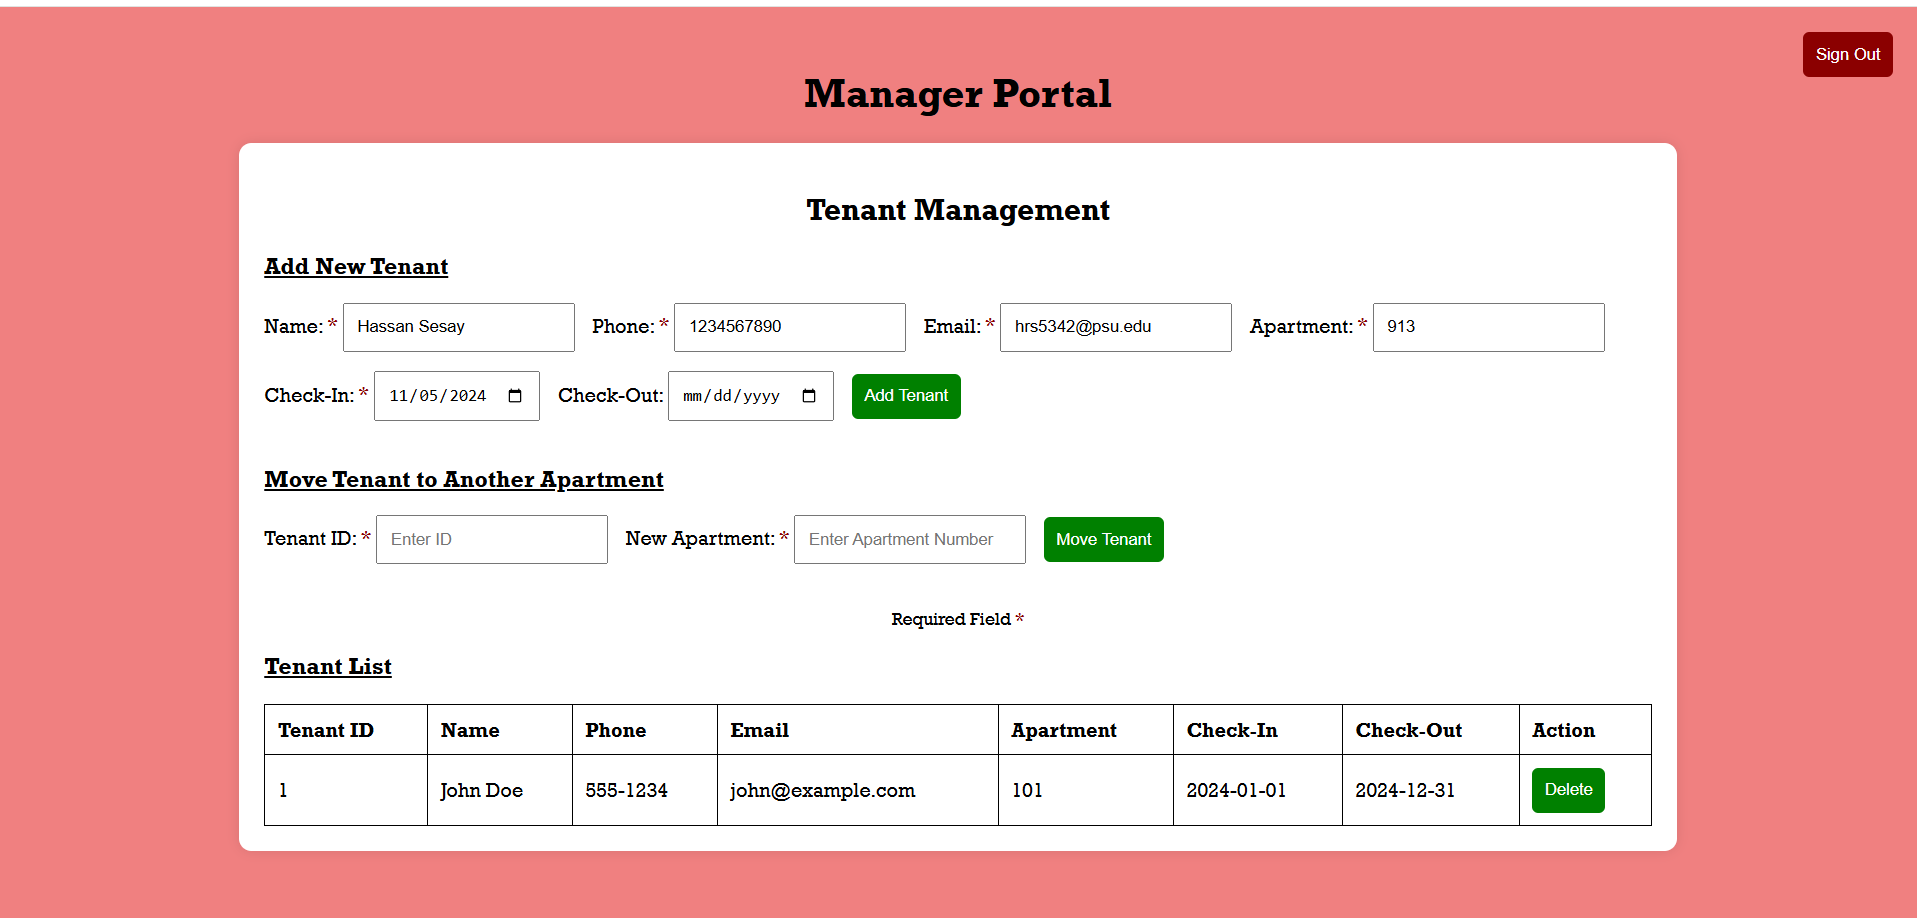 Sign Out
Manager Portal
Tenant Management
Add New Tenant
Name: * Hassan Sesay Phone: * 1234567890 Email: * hrs5342@psu.edu Apartment: * 913
Check-In: * 11/05/2024 Check-Out: mm/dd/yyyy Add Tenant
Move Tenant to Another Apartment
Tenant ID: * Enter ID New Apartment: * Enter Apartment Number Move Tenant
Required Field *
Tenant List
Tenant ID Name Phone Email Apartment Check-In Check-Out Action
1 John Doe 555-1234 john@example.com 101 2024-01-01 2024-12-31 Delete